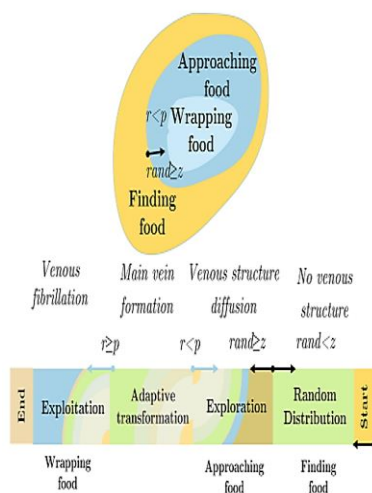 Approaching
food
r<p
Wrapping
food
rand≥z
Finding
food
Venous
fibrillation
Main vein
formation
Venous structure
diffusion
No venous
structure
r≥p
r<p
rand≥z
rand<z
End
Exploitation
Adaptive
transformation
Exploration
Random
Distribution
Start
Wrapping
food
Approaching
food
Finding
food